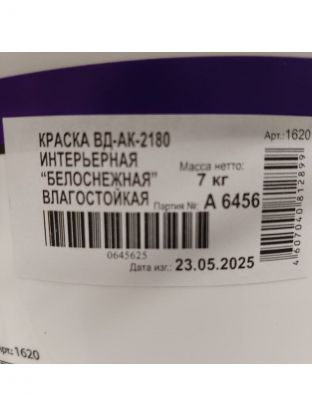 КРАСКА ВД-АК-2180
ИНТЕРЬЕРНАЯ
"БЕЛОСНЕЖНАЯ"
ВЛАГОСТОЙКАЯ
Масса нетто:
7 кг
Партия №: А 6456
0645625
Дата изг.: 23.05.2025
Арт.: 1620
4607040812899
Арт.: 1620